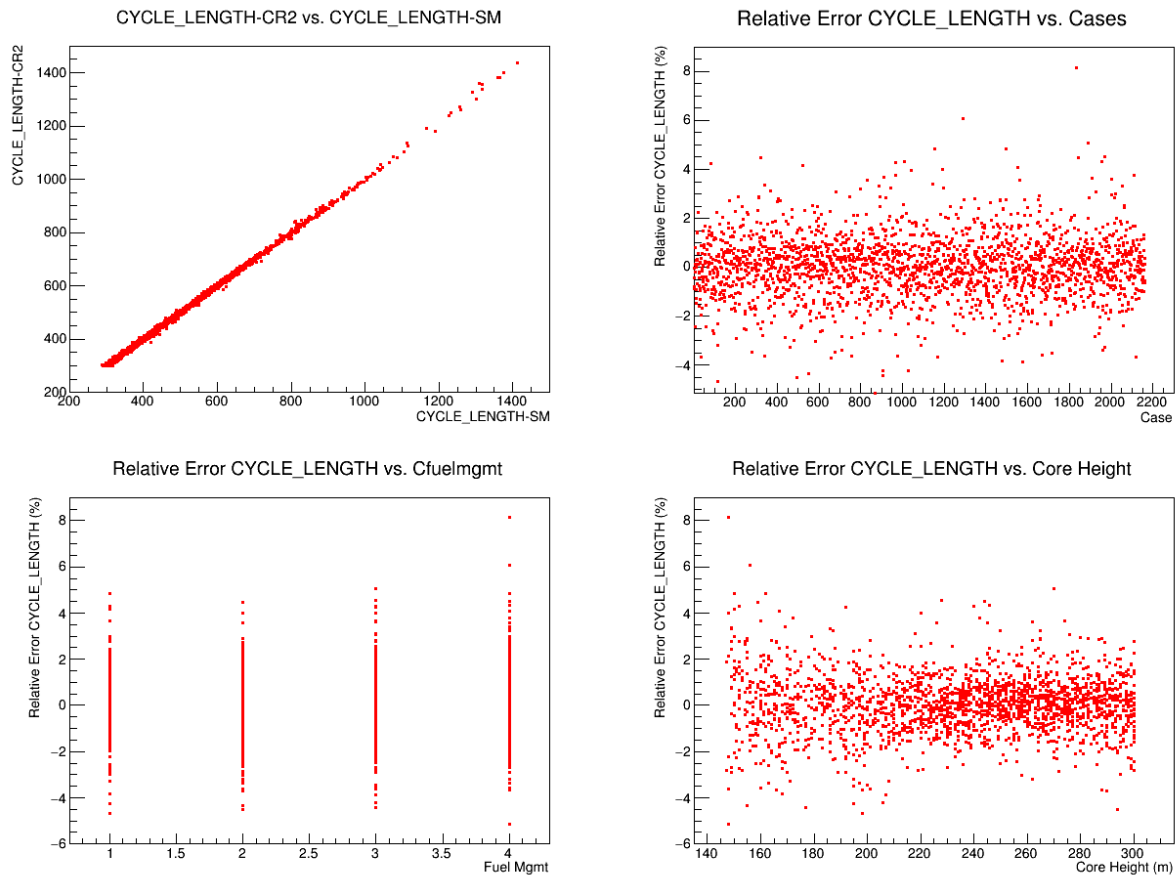 CYCLE_LENGTH-CR2 vs. CYCLE_LENGTH-SM
CYCLE_LENGTH-CR2
1400
1200
1000
800
600
400
200
200 400 600 800 1000 1200 1400
CYCLE_LENGTH-SM
Relative Error CYCLE_LENGTH vs. Cases
Relative Error CYCLE_LENGTH (%)
8
6
4
2
0
−2
−4
200 400 600 800 1000 1200 1400 1600 1800 2000 2200
Case
Relative Error CYCLE_LENGTH vs. Cfuelmgmt
Relative Error CYCLE_LENGTH (%)
8
6
4
2
0
−2
−4
−6
1 1.5 2 2.5 3 3.5 4
Fuel Mgmt
Relative Error CYCLE_LENGTH vs. Core Height
Relative Error CYCLE_LENGTH (%)
8
6
4
2
0
−2
−4
−6
140 160 180 200 220 240 260 280 300
Core Height (m)